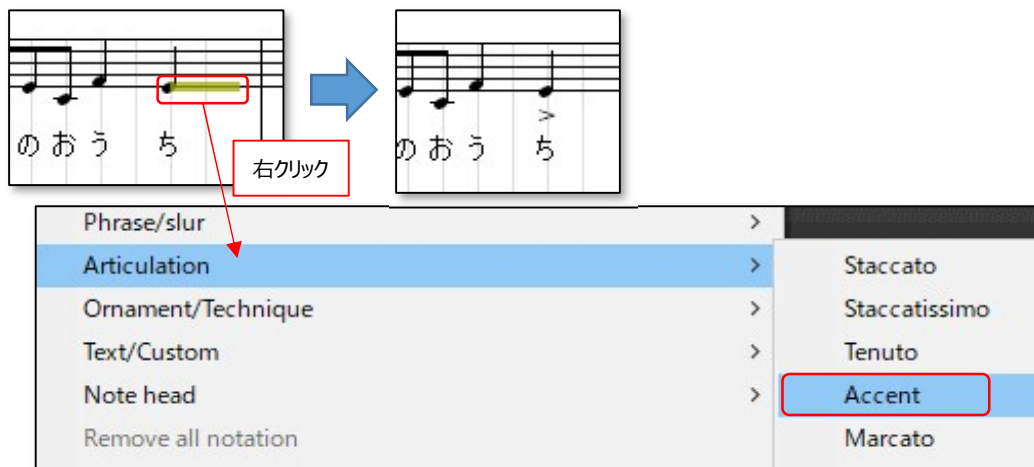 のおう ち
のおう ち
右クリック
Phrase/slur
Articulation
Ornament/Technique
Text/Custom
Note head
Remove all notation
Staccato
Staccatissimo
Tenuto
Accent
Marcato